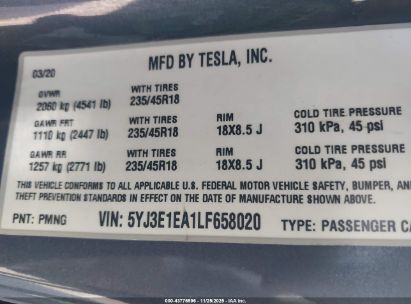 MFD BY TESLA, INC.
03/20
GVWR WITH TIRES
2060 kg (4541 lb) 235/45R18
GAWR FRT WITH TIRES RIM COLD TIRE PRESSURE
1110 kg (2447 lb) 235/45R18 18X8.5 J 310 kPa, 45 psi
GAWR RR WITH TIRES RIM COLD TIRE PRESSURE
1257 kg (2771 lb) 235/45R18 18X8.5 J 310 kPa, 45 psi
THIS VEHICLE CONFORMS TO ALL APPLICABLE U.S. FEDERAL MOTOR VEHICLE SAFETY, BUMPER, AN
THEFT PREVENTION STANDARDS IN EFFECT ON THE DATE OF MANUFACTURE SHOWN ABOVE.
PNT: PMNG VIN: 5YJ3E1EA1LF658020 TYPE: PASSENGER CA